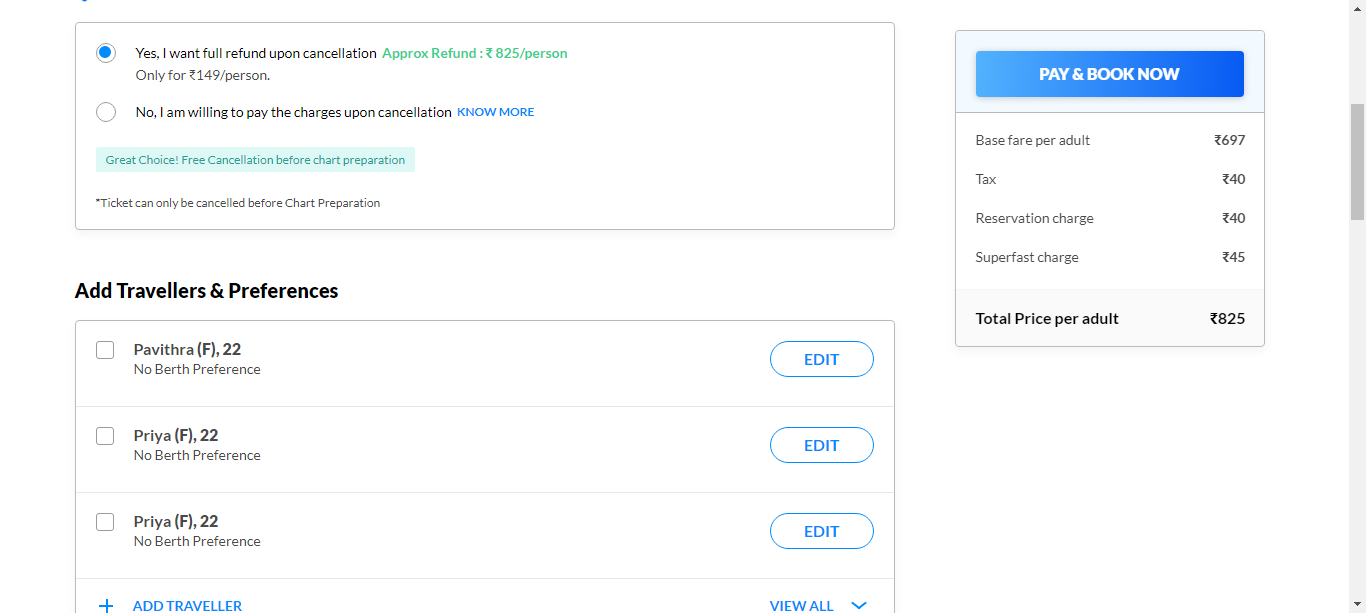 Yes, I want full refund upon cancellation Approx Refund : ₹ 825/person
Only for ₹149/person.
No, I am willing to pay the charges upon cancellation KNOW MORE
Great Choice! Free Cancellation before chart preparation
*Ticket can only be cancelled before Chart Preparation
Add Travellers & Preferences
Pavithra (F), 22
No Berth Preference
EDIT
Priya (F), 22
No Berth Preference
EDIT
Priya (F), 22
No Berth Preference
EDIT
ADD TRAVELLER
VIEW ALL
PAY & BOOK NOW
Base fare per adult ₹697
Tax ₹40
Reservation charge ₹40
Superfast charge ₹45
Total Price per adult ₹825